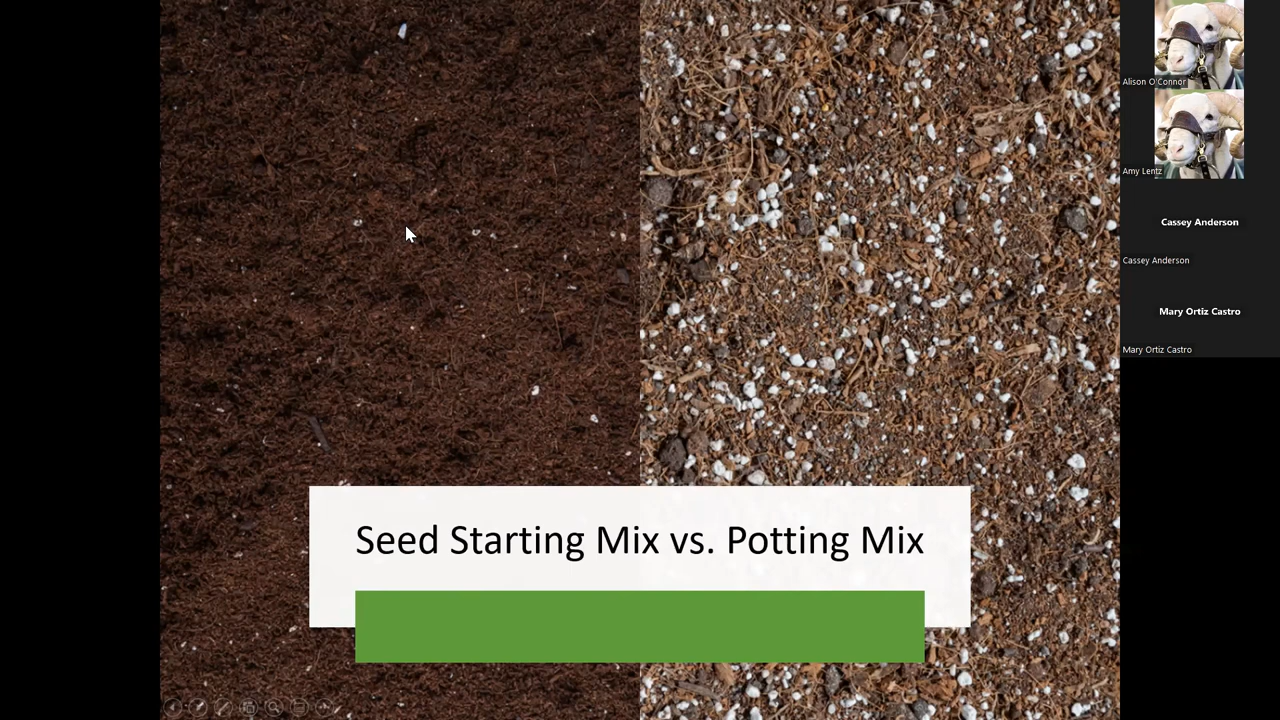 Seed Starting Mix vs. Potting Mix
Alison O'Connor
Amy Lentz
Cassey Anderson
Cassey Anderson
Mary Ortiz Castro
Mary Ortiz Castro